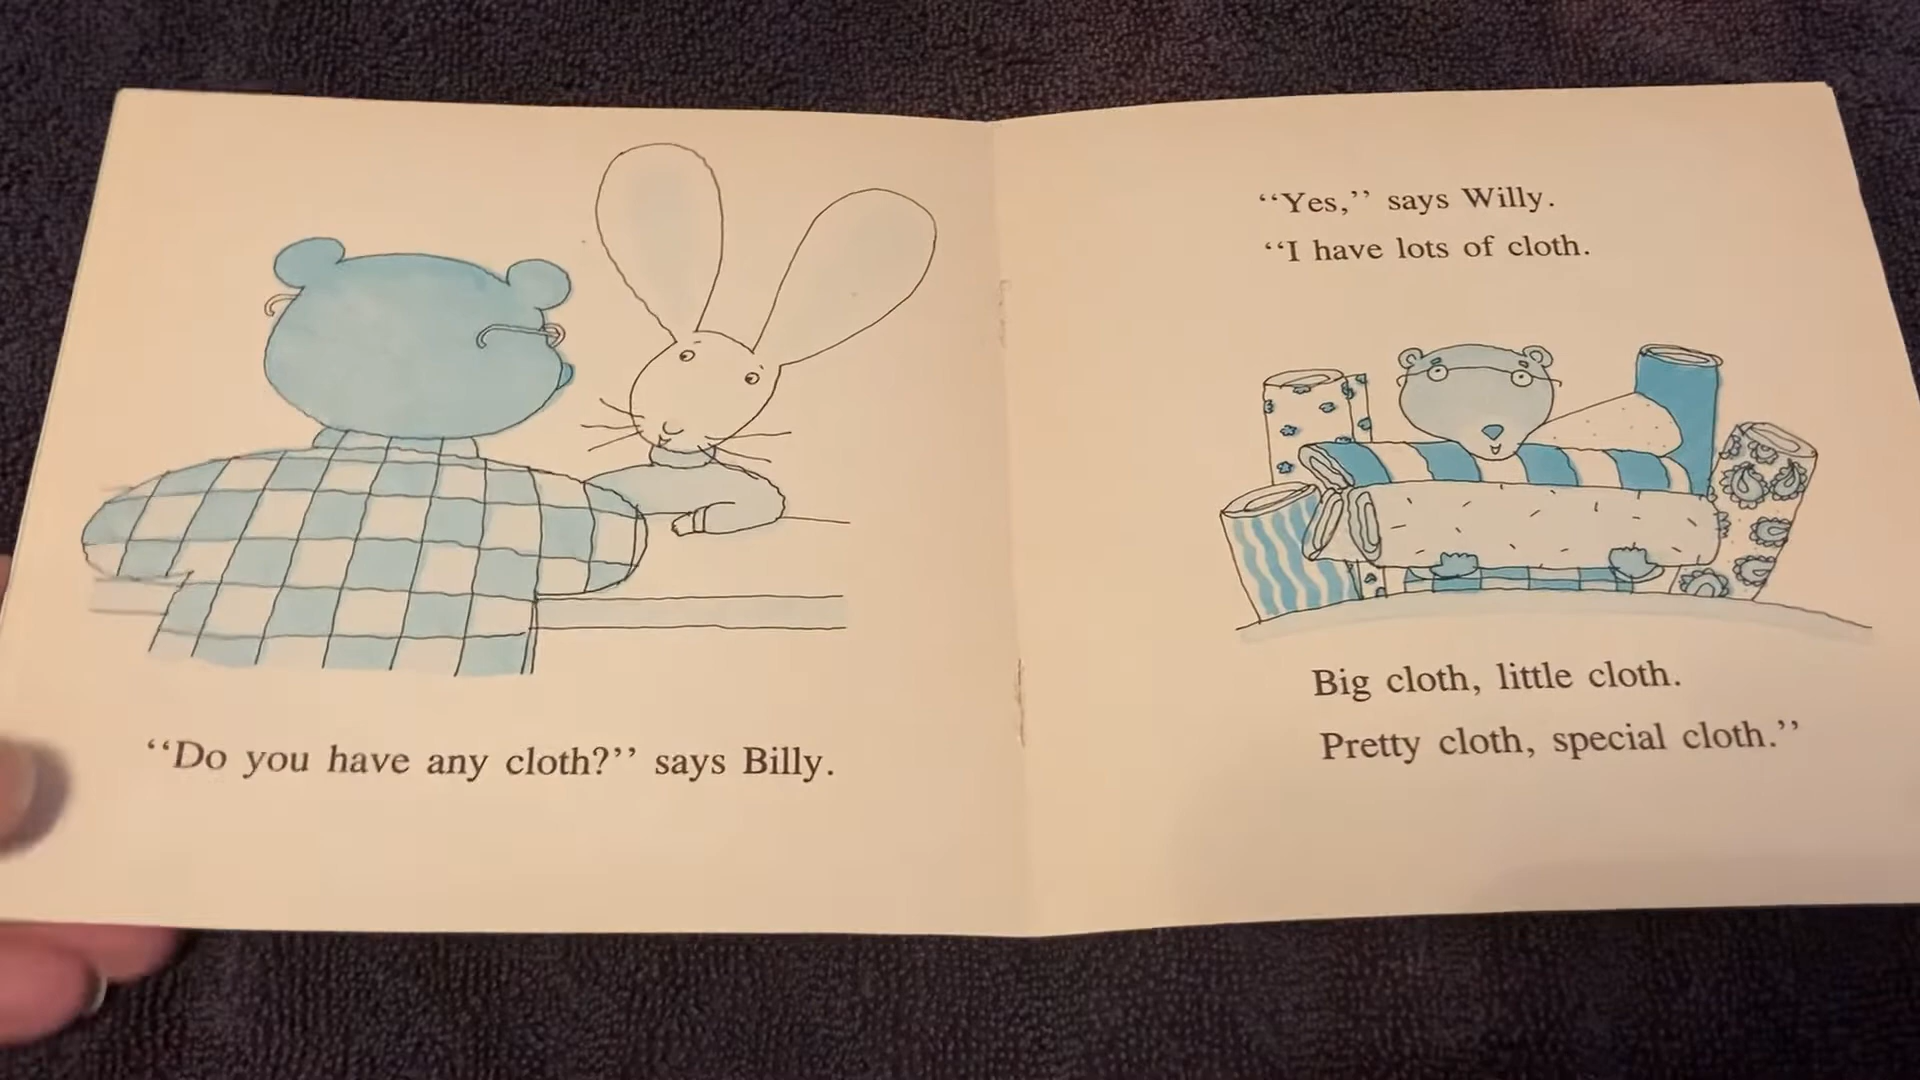 “Do you have any cloth?” says Billy.
“Yes,” says Willy.
“I have lots of cloth.
Big cloth, little cloth.
Pretty cloth, special cloth.”